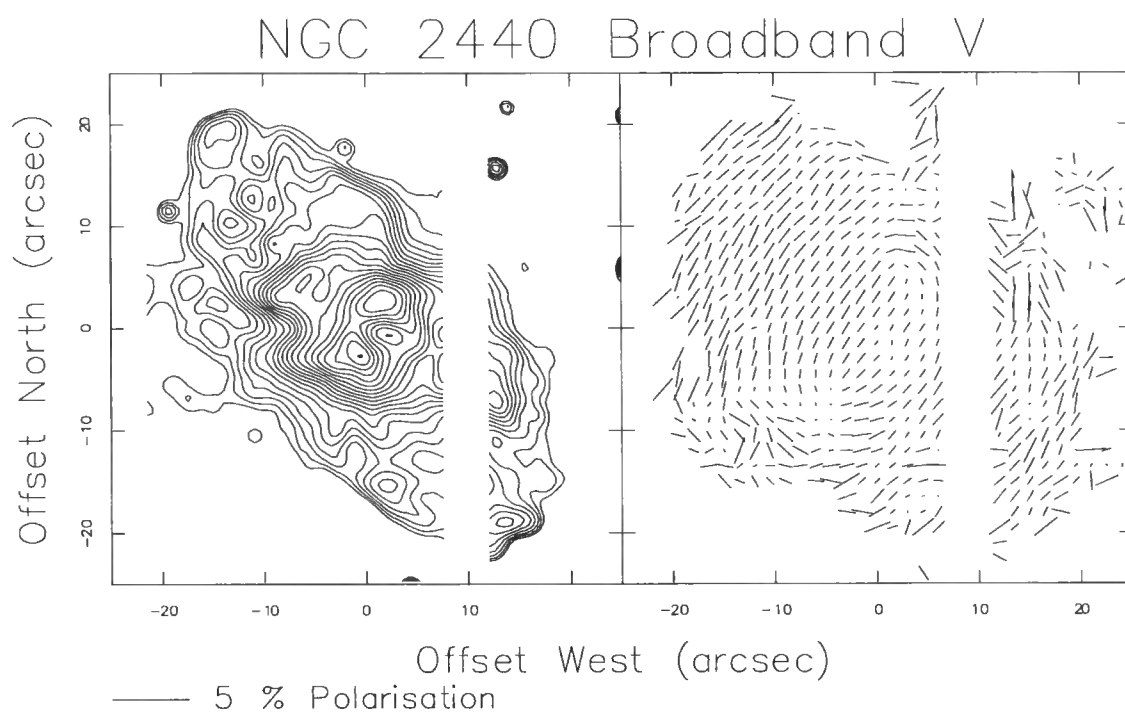 NGC 2440 Broadband V
Offset North (arcsec)
20
10
0
−10
−20
−20 −10 0 10 −20 −10 0 10 20
Offset West (arcsec)
5 % Polarisation